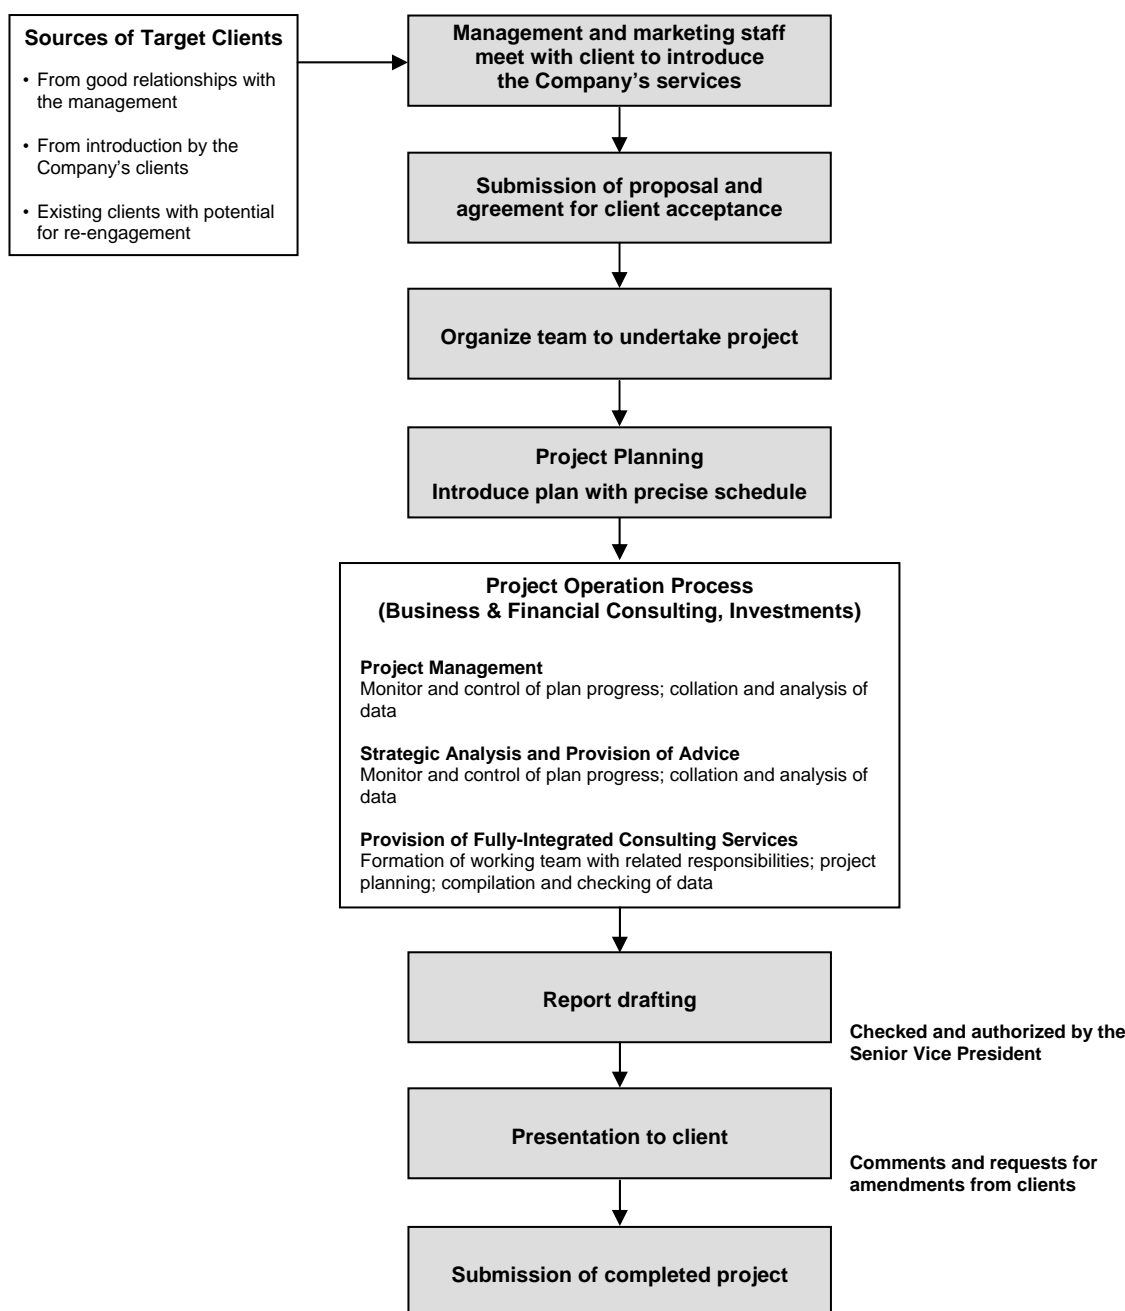 Sources of Target Clients
• From good relationships with
the management
• From introduction by the
Company’s clients
• Existing clients with potential
for re-engagement
Management and marketing staff
meet with client to introduce
the Company’s services
Submission of proposal and
agreement for client acceptance
Organize team to undertake project
Project Planning
Introduce plan with precise schedule
Project Operation Process
(Business & Financial Consulting, Investments)
Project Management
Monitor and control of plan progress; collation and analysis of
data
Strategic Analysis and Provision of Advice
Monitor and control of plan progress; collation and analysis of
data
Provision of Fully-Integrated Consulting Services
Formation of working team with related responsibilities; project
planning; compilation and checking of data
Report drafting
Checked and authorized by the
Senior Vice President
Presentation to client
Comments and requests for
amendments from clients
Submission of completed project